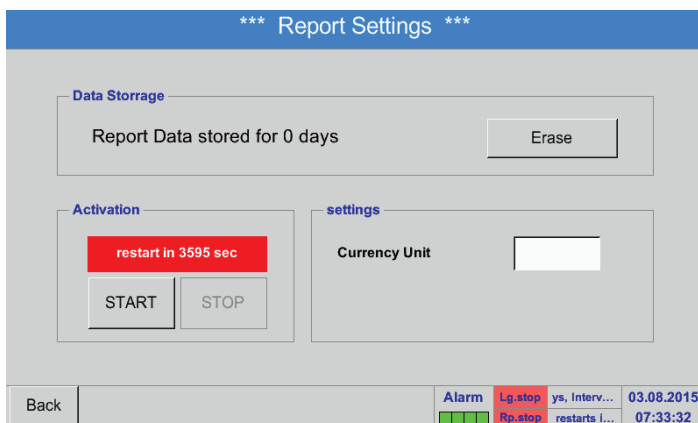 *** Report Settings ***
Data Storrage
Report Data stored for 0 days
Erase
Activation
restart in 3595 sec
START
STOP
settings
Currency Unit
Back
Alarm
Lg.stop
ys, Interv...
03.08.2015
Rp.stop
restarts i...
07:33:32